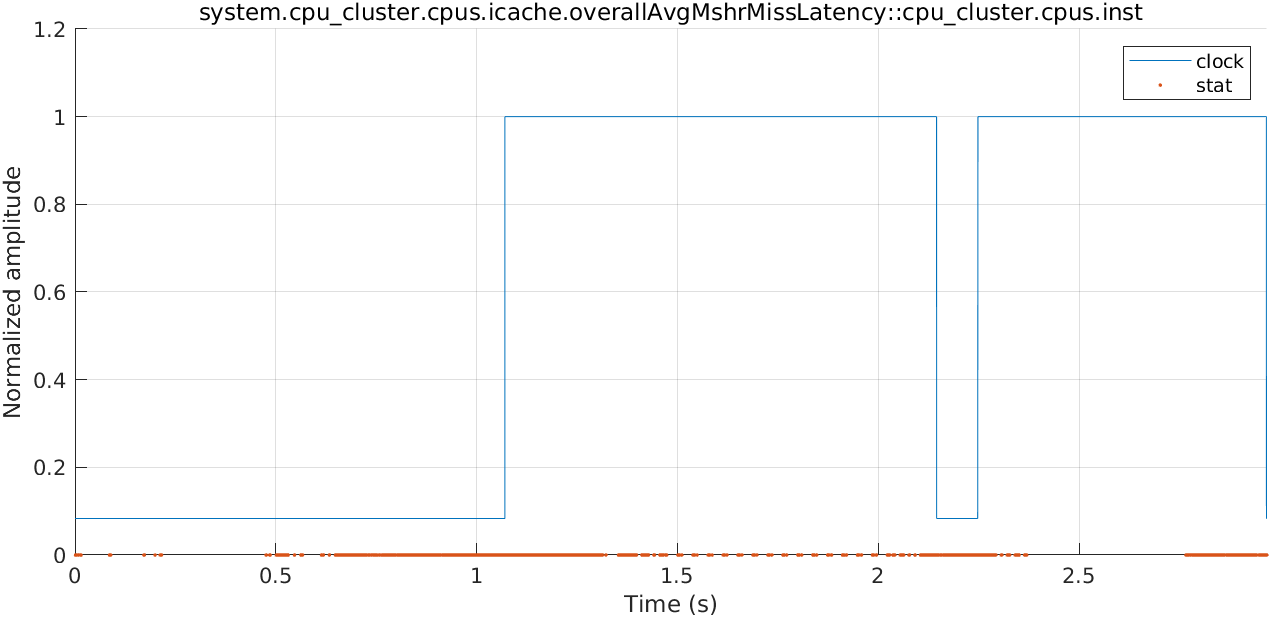 system.cpu_cluster.cpus.icache.overallAvgMshrMissLatency::cpu_cluster.cpus.inst
1.2
1
0.8
0.6
0.4
0.2
0
Normalized amplitude
clock
stat
0 0.5 1 1.5 2 2.5
Time (s)